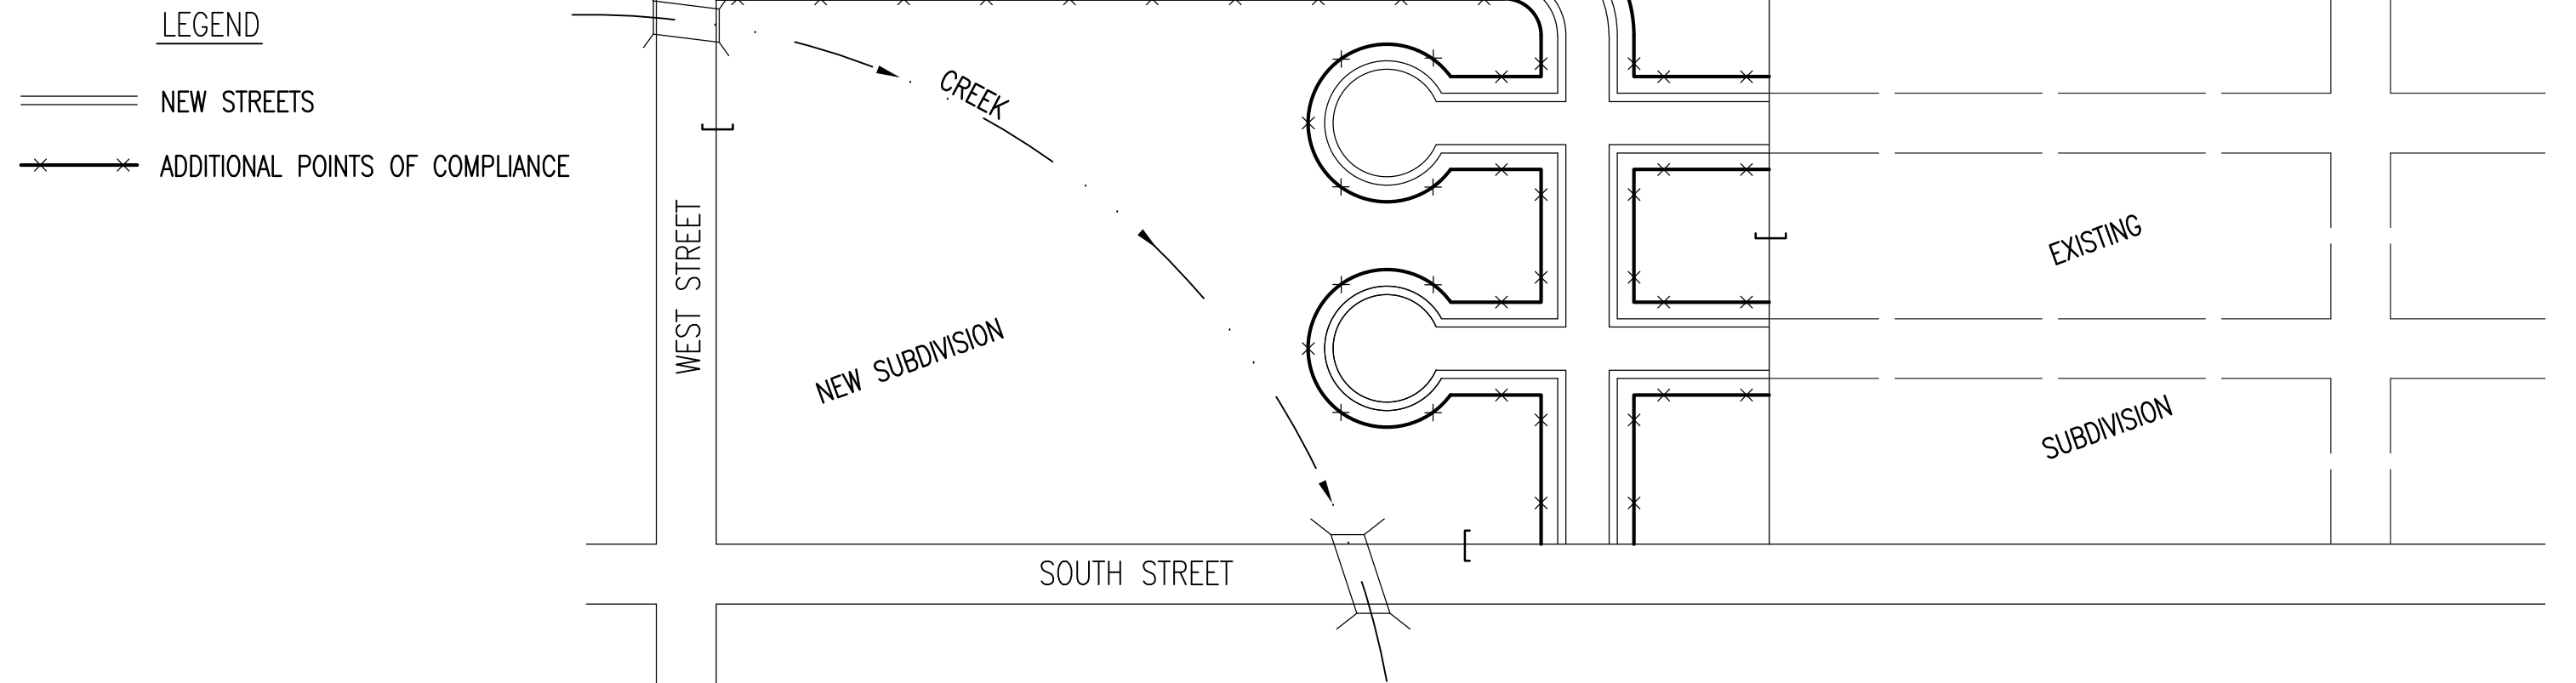 LEGEND
NEW STREETS
ADDITIONAL POINTS OF COMPLIANCE
CREEK
WEST STREET
NEW SUBDIVISION
EXISTING
SUBDIVISION
SOUTH STREET